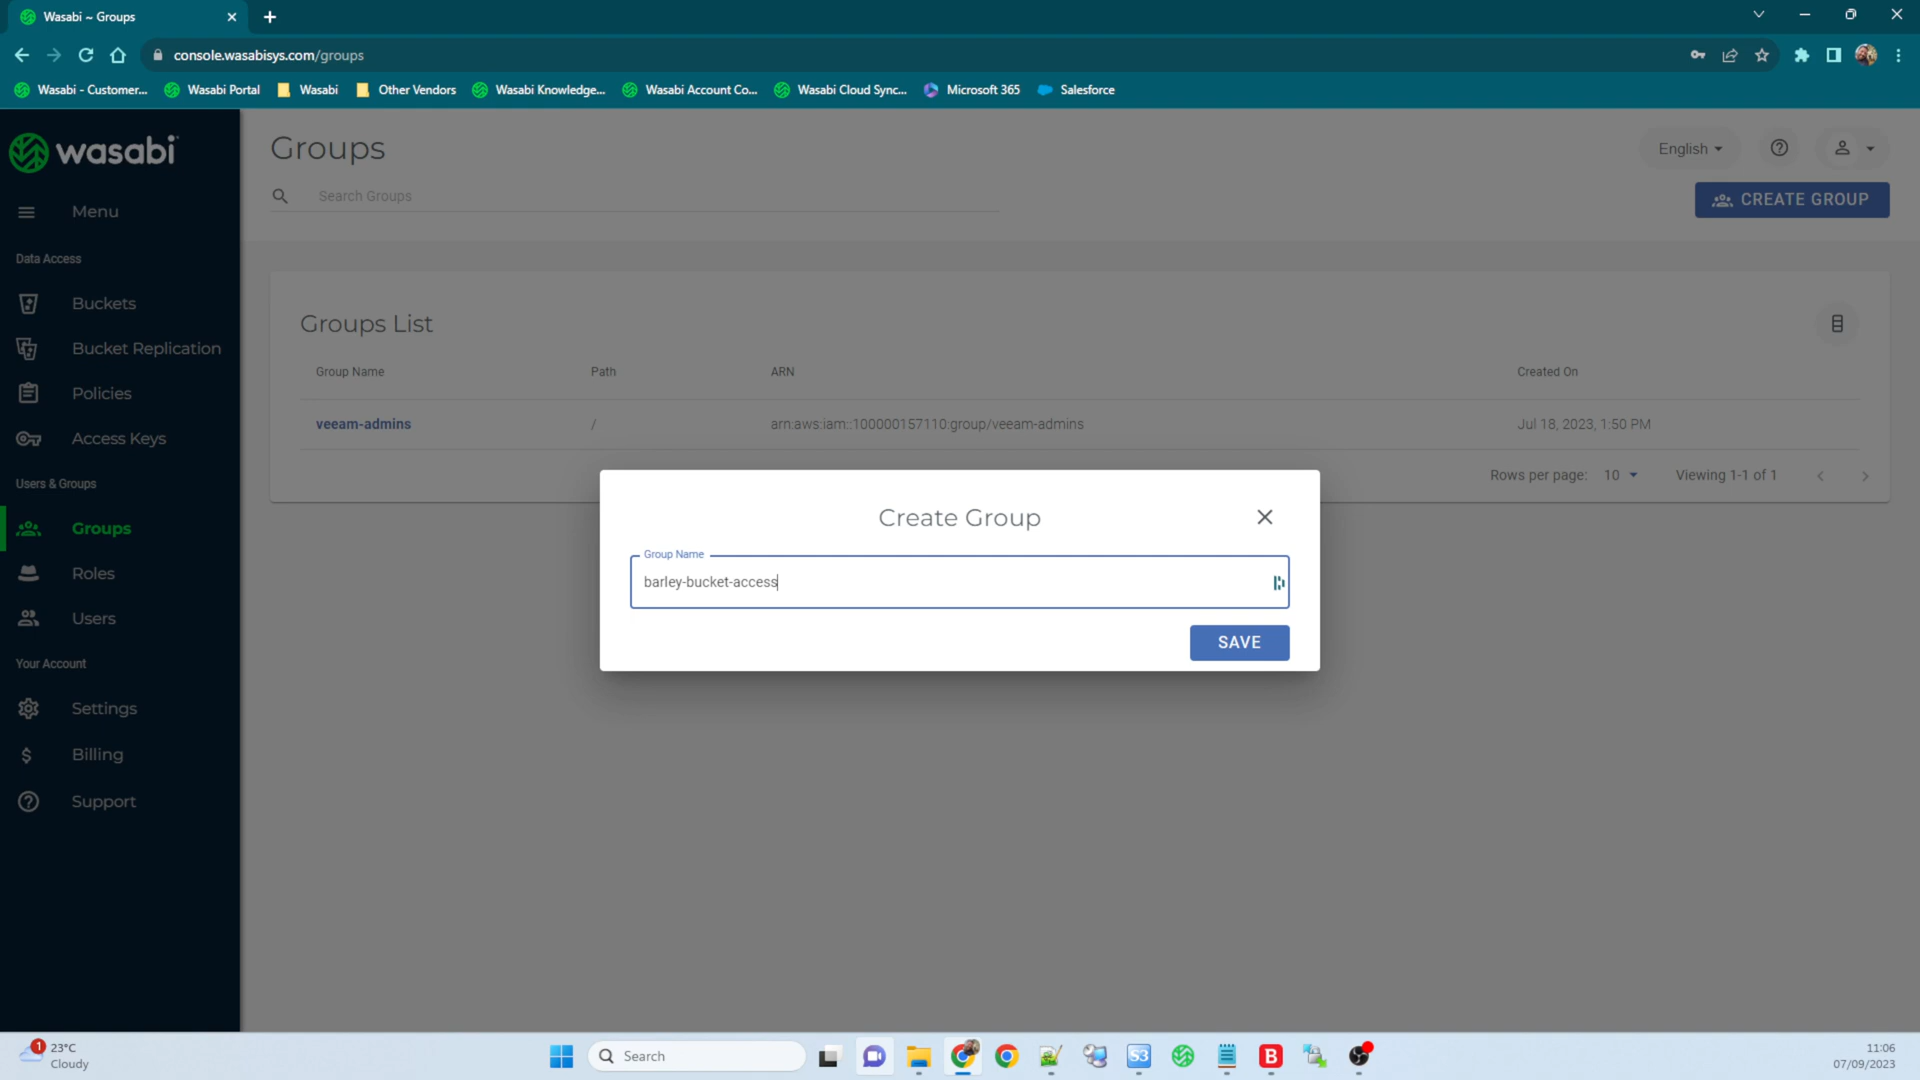 Wasabi ~ Groups
console.wasabisys.com/groups
Wasabi - Customer...
Wasabi Portal
Wasabi
Other Vendors
Wasabi Knowledge...
Wasabi Account Co...
Wasabi Cloud Sync...
Microsoft 365
Salesforce
wasabi
Menu
Data Access
Buckets
Bucket Replication
Policies
Access Keys
Users & Groups
Groups
Roles
Users
Your Account
Settings
Billing
Support
Groups
English
Search Groups
CREATE GROUP
Groups List
Group Name Path ARN Created On
veeam-admins / arn:aws:iam::100000157110:group/veeam-admins Jul 18, 2023, 1:50 PM
Rows per page: 10 Viewing 1-1 of 1
Create Group
Group Name
barley-bucket-access
SAVE
1
23°C
Cloudy
Search
S3
B
11:06
07/09/2023